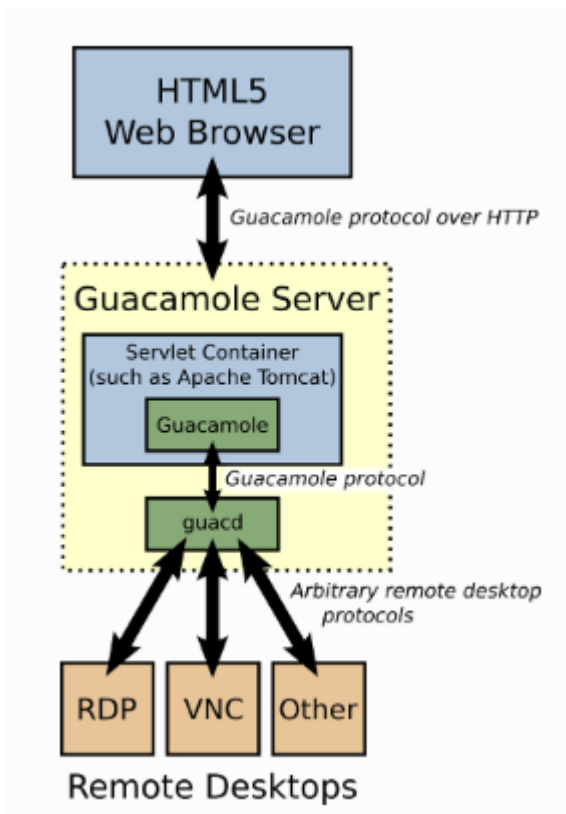 HTML5
Web Browser
Guacamole protocol over HTTP
Guacamole Server
Servlet Container
(such as Apache Tomcat)
Guacamole
Guacamole protocol
guacd
Arbitrary remote desktop
protocols
RDP
VNC
Other
Remote Desktops